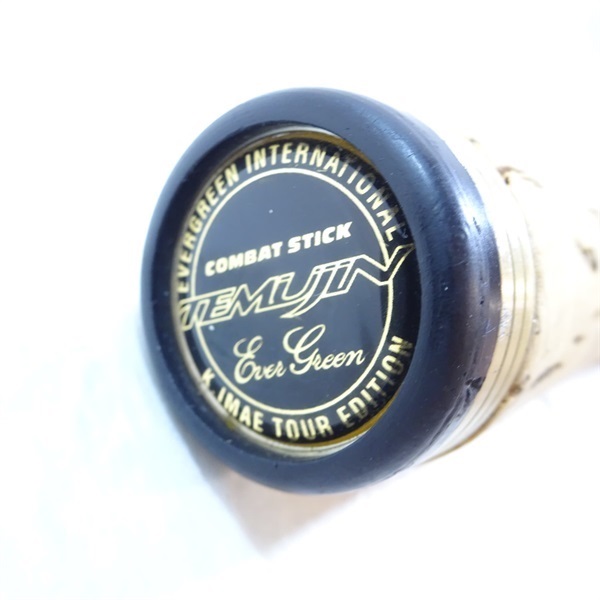 EVERGREEN INTERNATIONAL
COMBAT STICK
TEMUJIN
Ever Green
K.IMAE TOUR EDITION